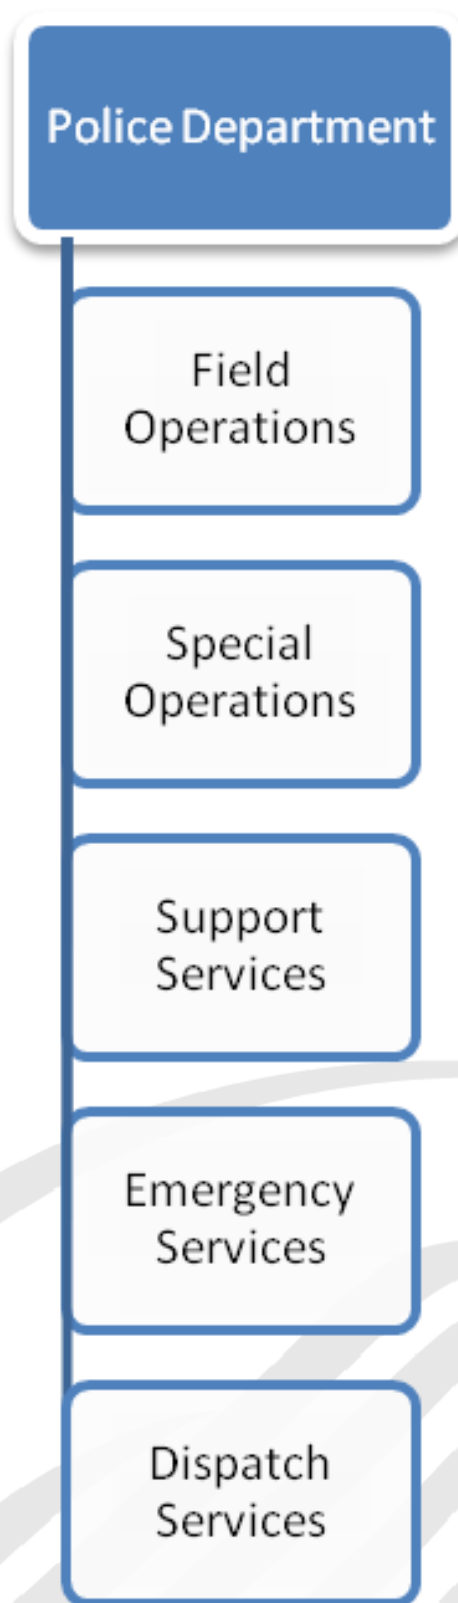 Police Department
Field
Operations
Special
Operations
Support
Services
Emergency
Services
Dispatch
Services